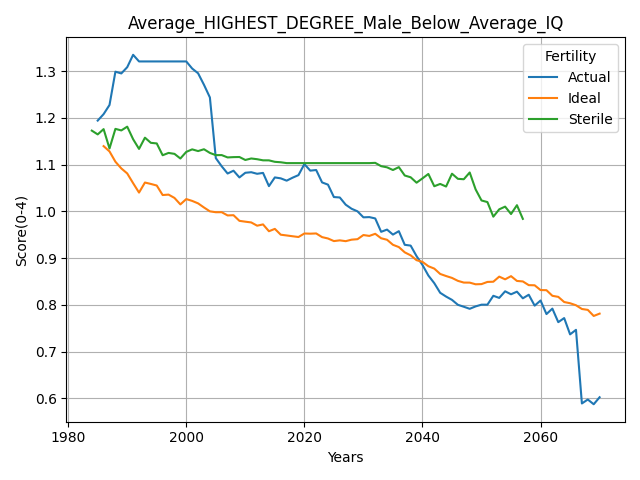 Average_HIGHEST_DEGREE_Male_Below_Average_IQ
Fertility
Actual
Ideal
Sterile
Score(0-4)
1.3
1.2
1.1
1.0
0.9
0.8
0.7
0.6
1980
2000
2020
2040
2060
Years